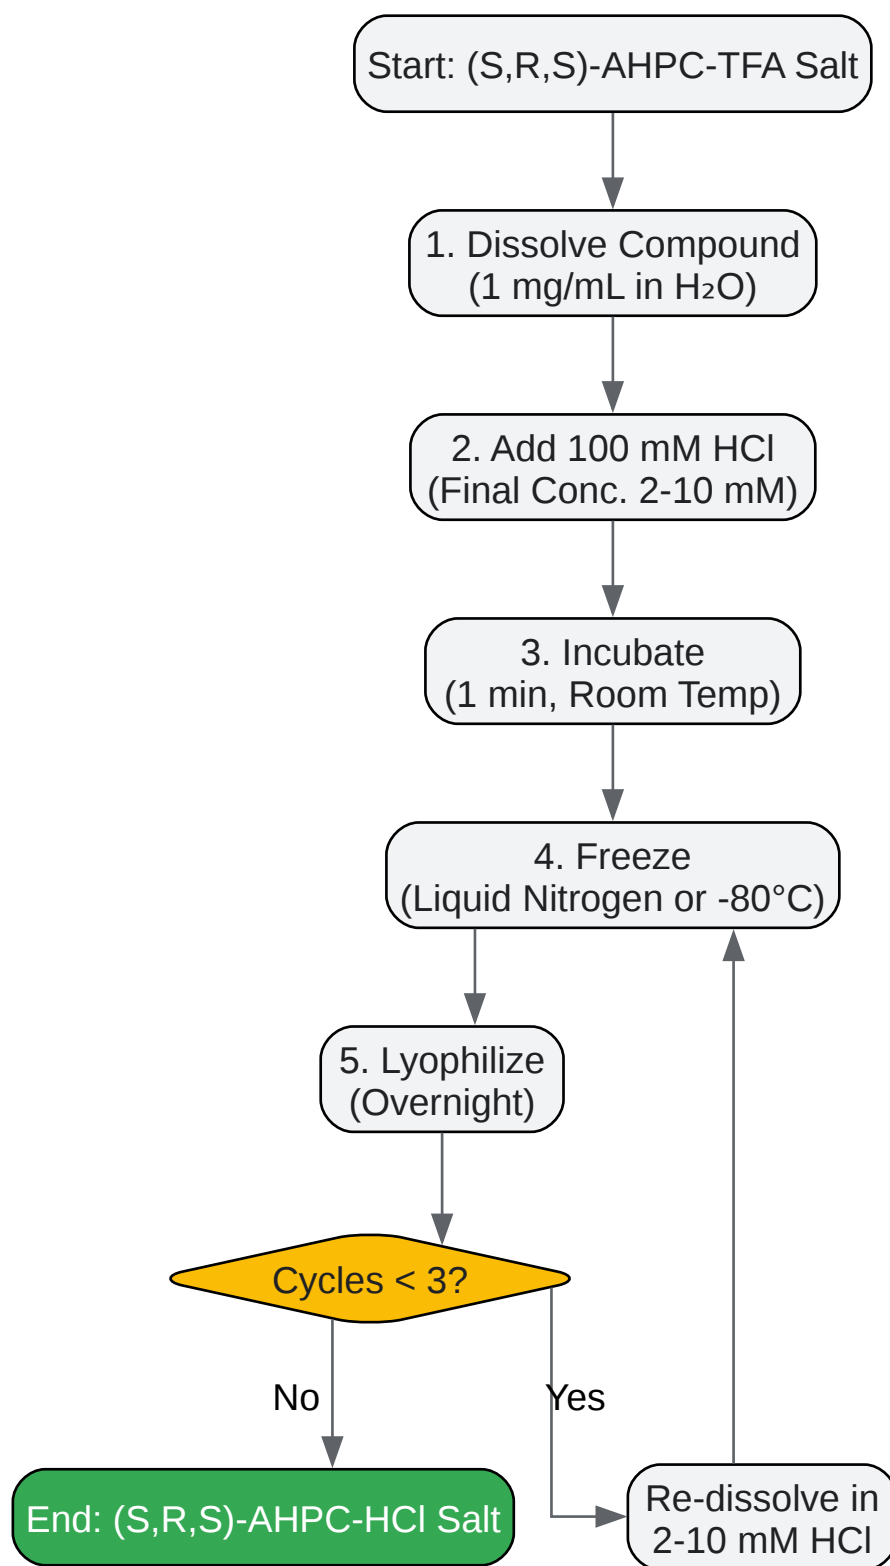 Start: (S,R,S)-AHPC-TFA Salt
1. Dissolve Compound
(1 mg/mL in H₂O)
2. Add 100 mM HCl
(Final Conc. 2-10 mM)
3. Incubate
(1 min, Room Temp)
4. Freeze
(Liquid Nitrogen or -80°C)
5. Lyophilize
(Overnight)
Cycles < 3?
No
Yes
End: (S,R,S)-AHPC-HCl Salt
Re-dissolve in
2-10 mM HCl